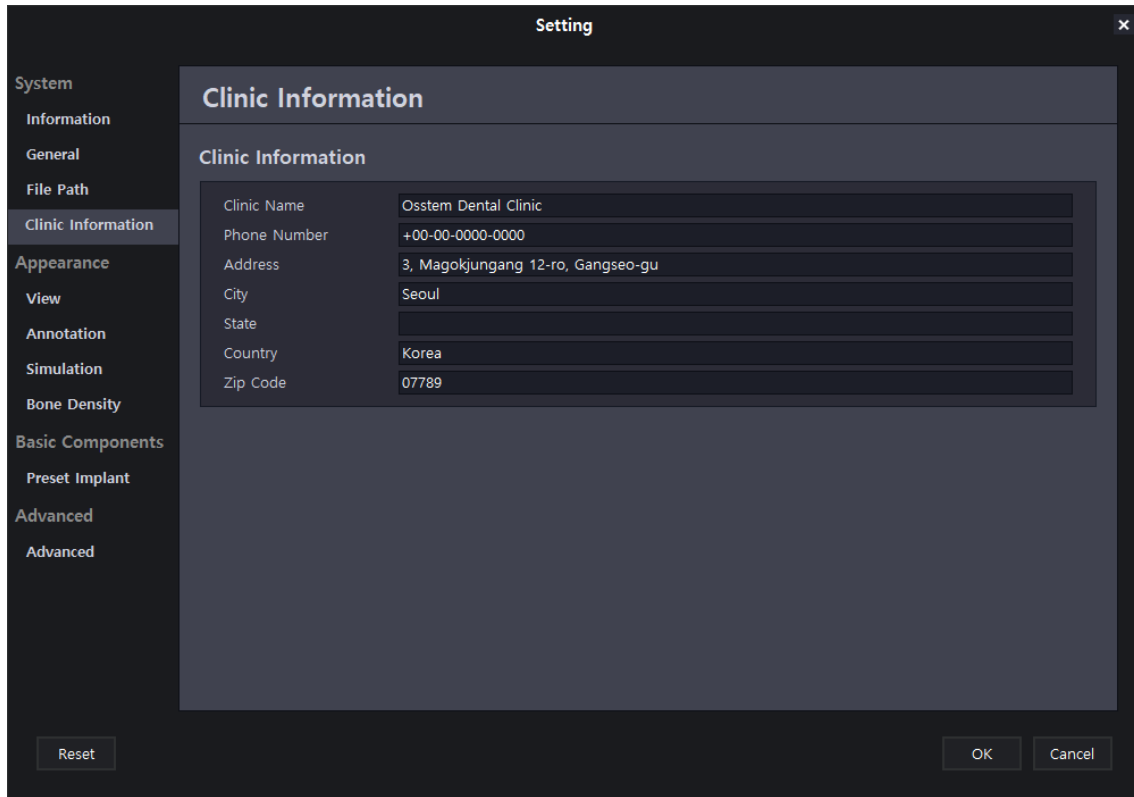 Setting
System
Information
General
File Path
Clinic Information
Appearance
View
Annotation
Simulation
Bone Density
Basic Components
Preset Implant
Advanced
Advanced
Clinic Information
Clinic Information
Clinic Name Osstem Dental Clinic
Phone Number +00-00-0000-0000
Address 3, Magokjungang 12-ro, Gangseo-gu
City Seoul
State
Country Korea
Zip Code 07789
Reset OK Cancel